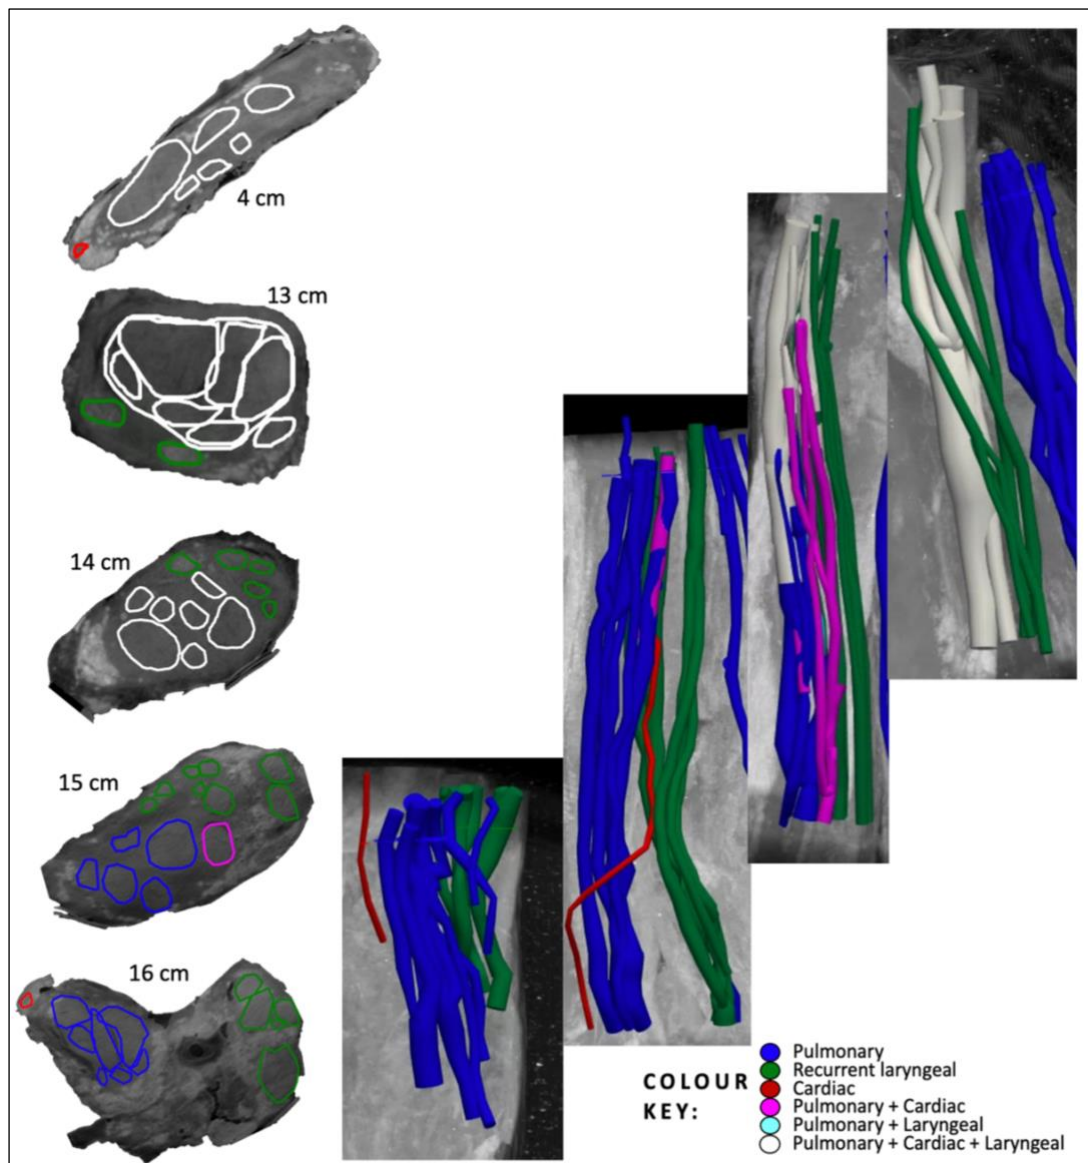 4 cm
13 cm
14 cm
15 cm
16 cm
COLOUR
KEY:
Pulmonary
Recurrent laryngeal
Cardiac
Pulmonary + Cardiac
Pulmonary + Laryngeal
Pulmonary + Cardiac + Laryngeal